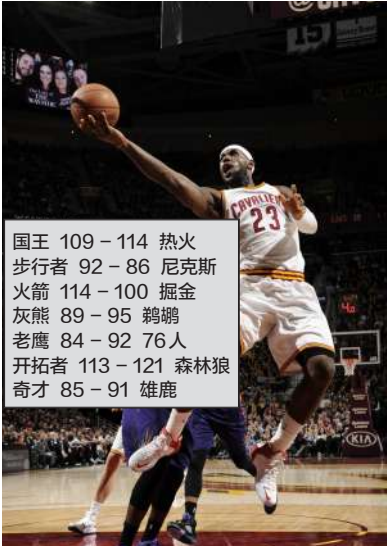 15
CAVALIERS
23
国王 109 – 114 热火
步行者 92 – 86 尼克斯
火箭 114 – 100 掘金
灰熊 89 – 95 鹈鹕
老鹰 84 – 92 76人
开拓者 113 – 121 森林狼
奇才 85 – 91 雄鹿
KIA